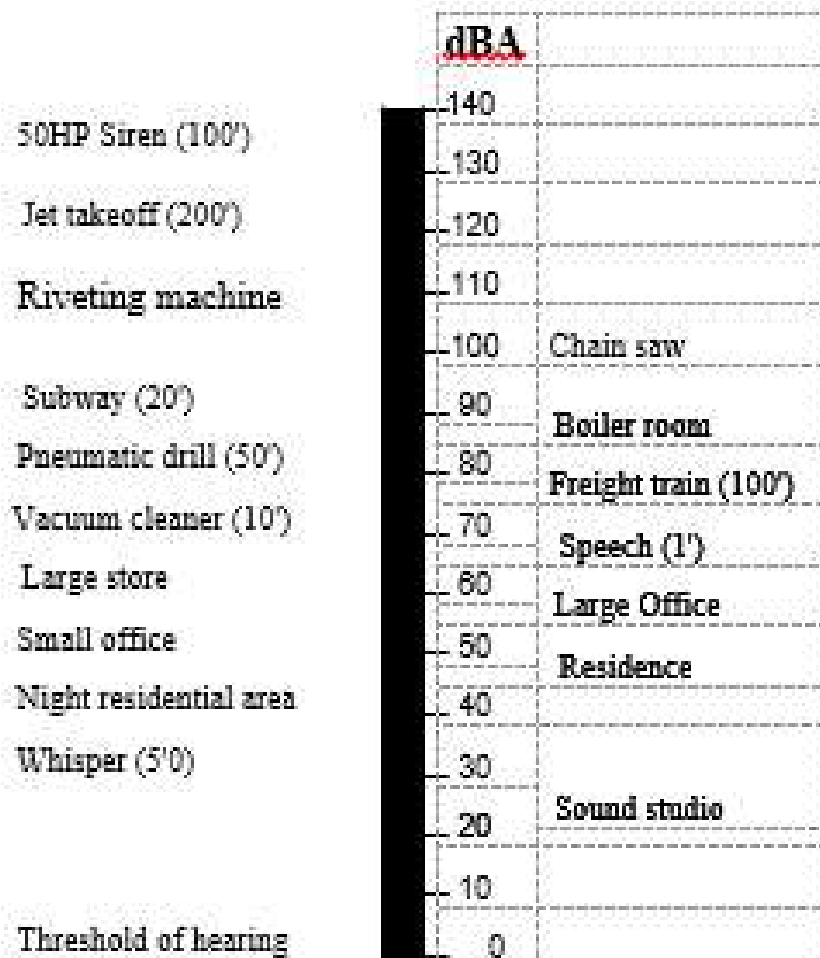 dBA
140
50HP Siren (100')
130
Jet takeoff (200')
120
Riveting machine
110
100 Chain saw
Subway (20')
90
Boiler room
Pneumatic drill (50')
80
Freight train (100')
Vacuum cleaner (10')
70
Speech (1')
Large store
60
Large Office
Small office
50
Residence
Night residential area
40
Whisper (5'0)
30
Sound studio
20
10
Threshold of hearing
0